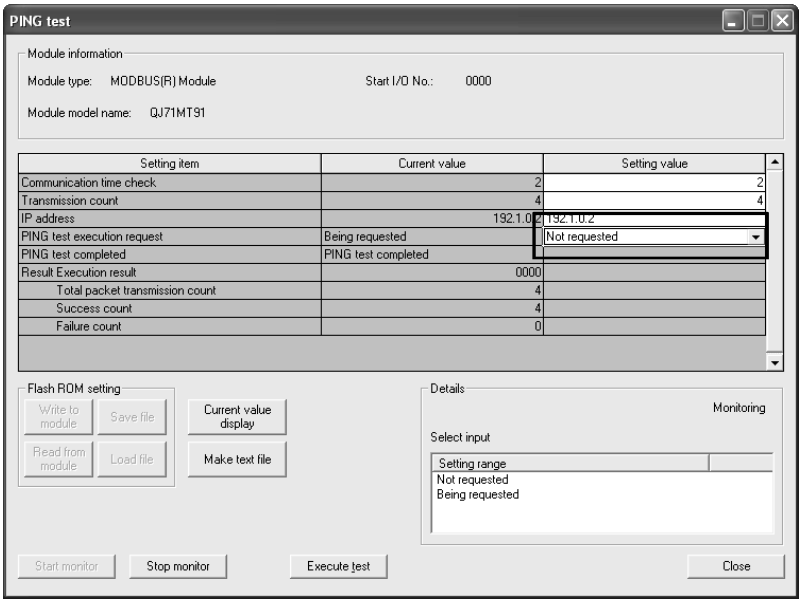 PING test
Module information
Module type: MODBUS(R) Module Start I/O No.: 0000
Module model name: QJ71MT91
Setting item Current value Setting value
Communication time check 2 2
Transmission count 4 4
IP address 192.1.0.2 192.1.0.2
PING test execution request Being requested Not requested
PING test completed PING test completed
Result Execution result 0000
Total packet transmission count 4
Success count 4
Failure count 0
Flash ROM setting
Write to module
Save file
Read from module
Load file
Current value display
Make text file
Details
Monitoring
Select input
Setting range
Not requested
Being requested
Start monitor Stop monitor Execute test Close